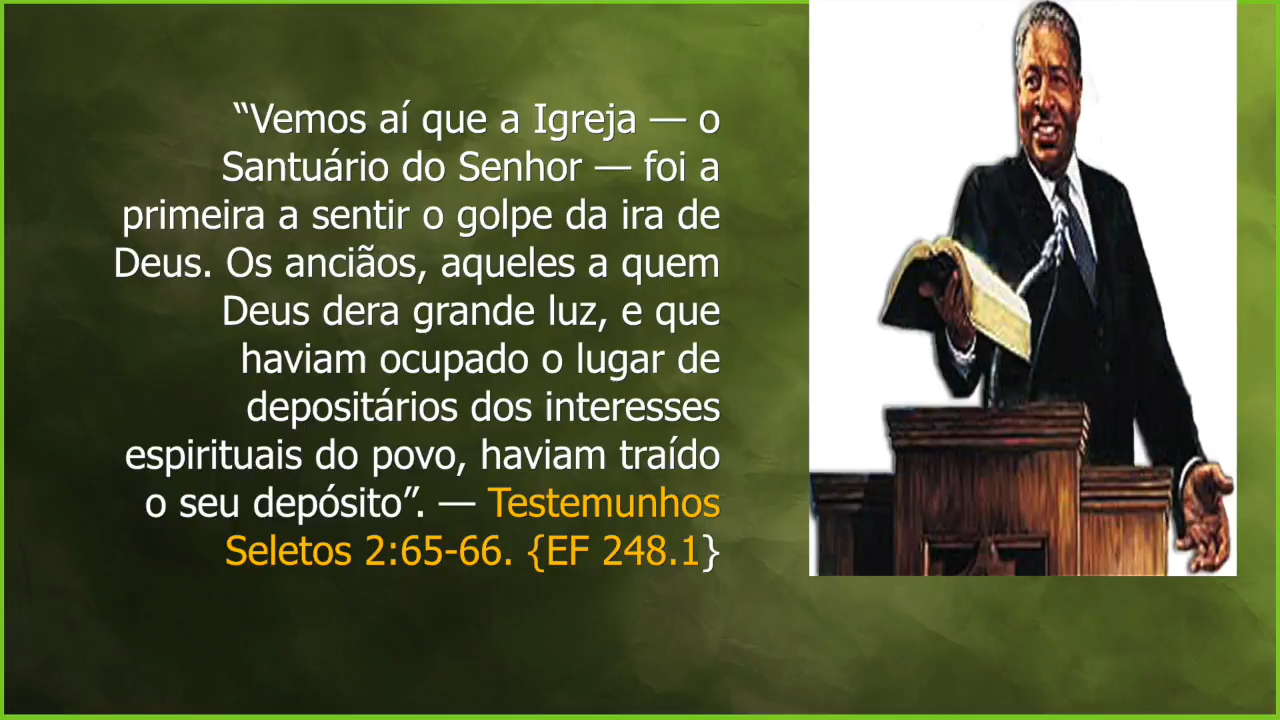 “Vemos aí que a Igreja — o
Santuário do Senhor — foi a
primeira a sentir o golpe da ira de
Deus. Os anciãos, aqueles a quem
Deus dera grande luz, e que
haviam ocupado o lugar de
depositários dos interesses
espirituais do povo, haviam traído
o seu depósito”. — Testemunhos
Seletos 2:65-66. {EF 248.1}